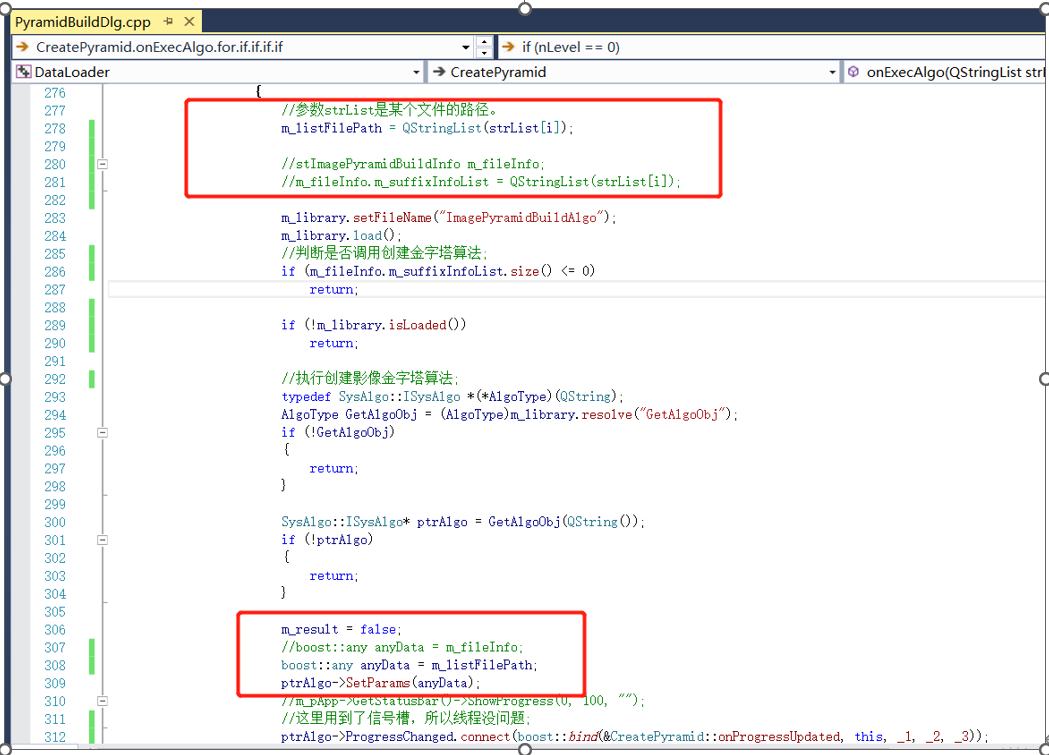 PyramidBuildDlg.cpp
CreatePyramid.onExecAlgo.for.if.if.if.if
if (nLevel == 0)
DataLoader
CreatePyramid
onExecAlgo(QStringList strI
276 {
277 //参数strList是某个文件的路径。
278 m_listFilePath = QStringList(strList[i]);
279
280 //stImagePyramidBuildInfo m_fileInfo;
281 //m_fileInfo.m_suffixInfoList = QStringList(strList[i]);
282
283 m_library.setFileName("ImagePyramidBuildAlgo");
284 m_library.load();
285 //判断是否调用创建金字塔算法;
286 if (m_fileInfo.m_suffixInfoList.size() <= 0)
287 return;
288
289 if (!m_library.isLoaded())
290 return;
291
292 //执行创建影像金字塔算法;
293 typedef SysAlgo::ISysAlgo *(*AlgoType)(QString);
294 AlgoType GetAlgoObj = (AlgoType)m_library.resolve("GetAlgoObj");
295 if (!GetAlgoObj)
296 {
297 return;
298 }
299
300 SysAlgo::ISysAlgo* ptrAlgo = GetAlgoObj(QString());
301 if (!ptrAlgo)
302 {
303 return;
304 }
305
306 m_result = false;
307 //boost::any anyData = m_fileInfo;
308 boost::any anyData = m_listFilePath;
309 ptrAlgo->SetParams(anyData);
310 //m_pApp->GetStatusBar()->ShowProgress(0, 100, "");
311 //这里用到了信号槽，所以线程没问题;
312 ptrAlgo->ProgressChanged.connect(boost::bind(&CreatePyramid::onProgressUpdated, this, _1, _2, _3));